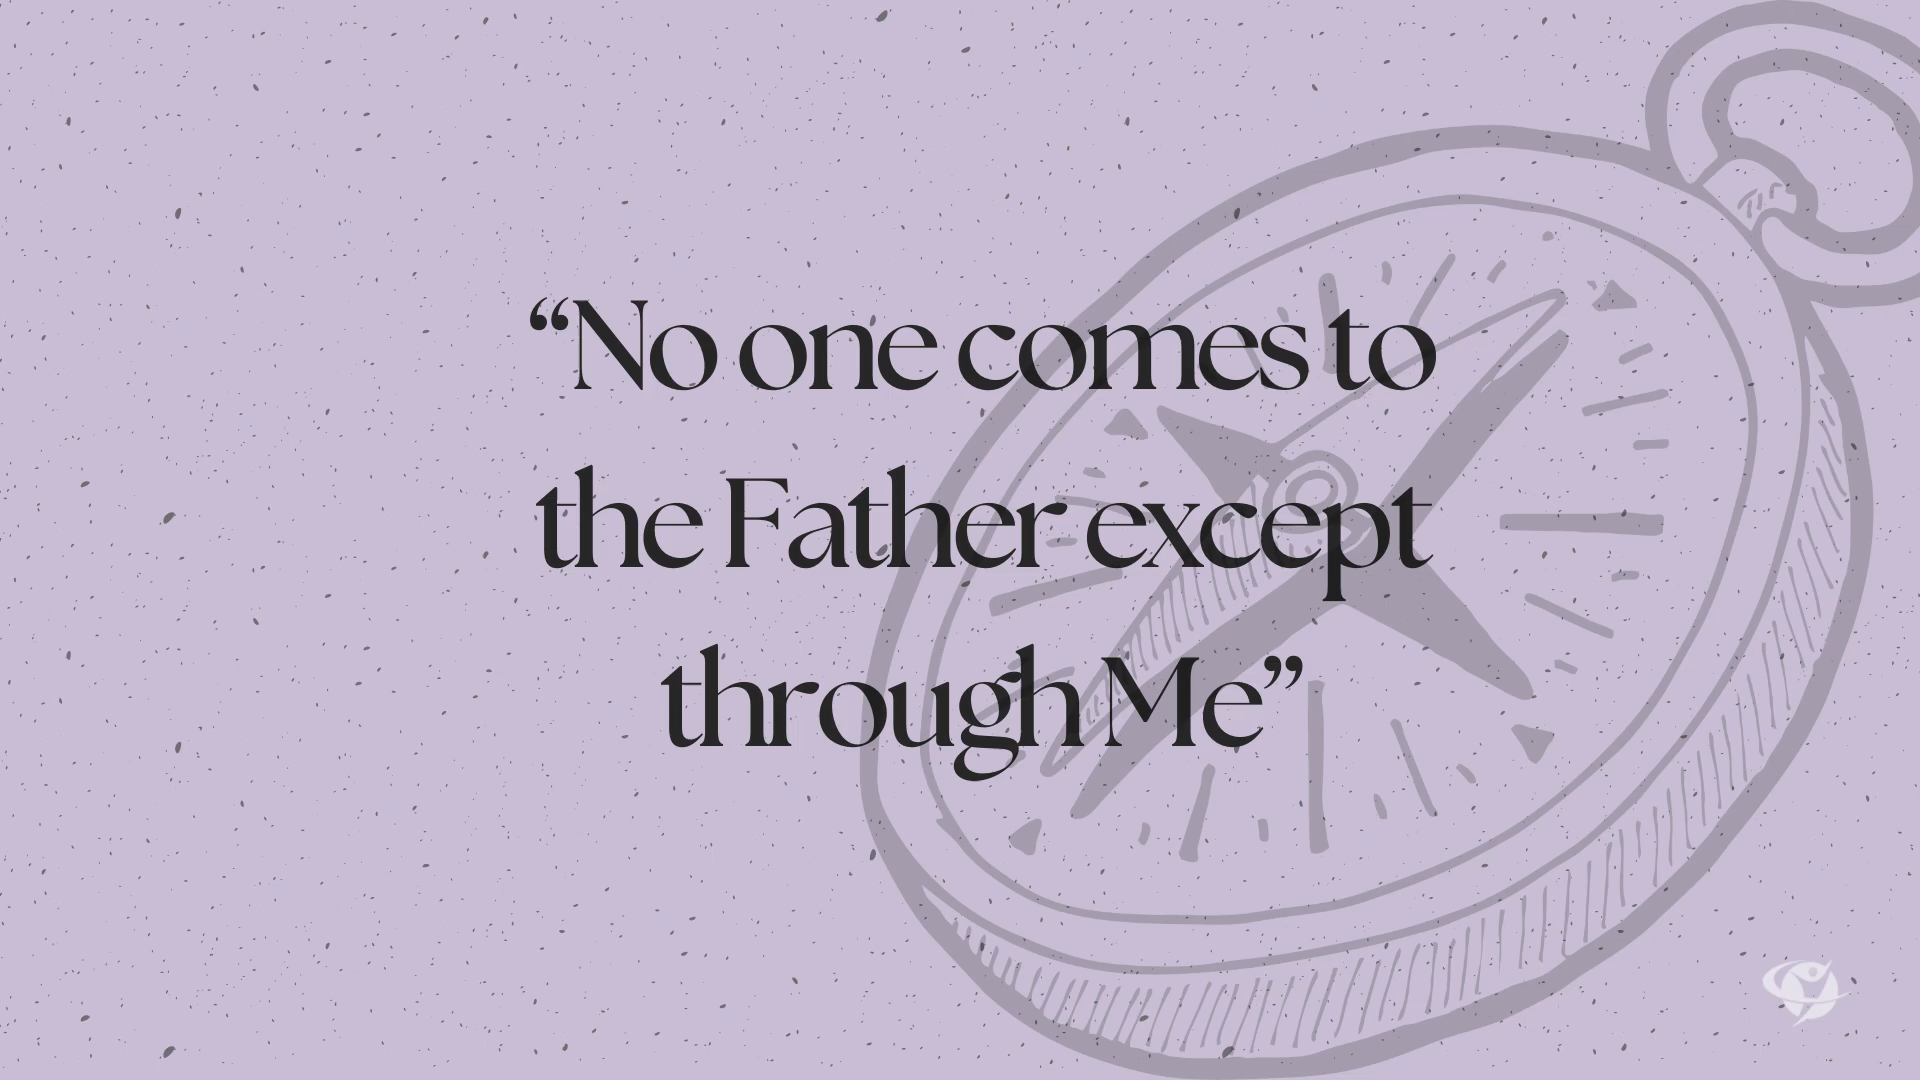 “No one comes to
the Father except
through Me”